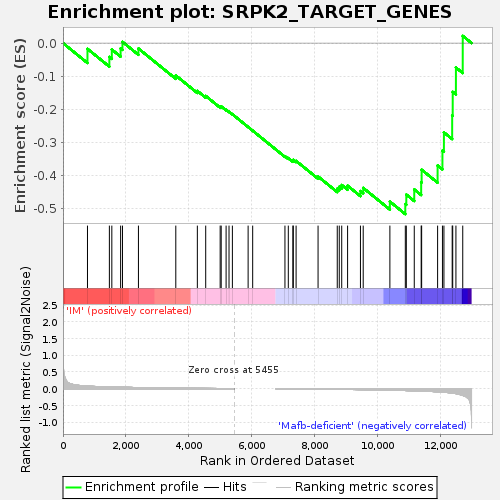 Enrichment plot: SRPK2_TARGET_GENES
Enrichment score (ES)
0.0
-0.1
-0.2
-0.3
-0.4
-0.5
'IM' (positively correlated)
Ranked list metric (Signal2Noise)
2.5
2.0
1.5
1.0
0.5
0.0
-0.5
-1.0
Zero cross at 5455
'Mafb-deficient' (negatively correlated)
0
2,000
4,000
6,000
8,000
10,000
12,000
Rank in Ordered Dataset
Enrichment profile
Hits
Ranking metric scores